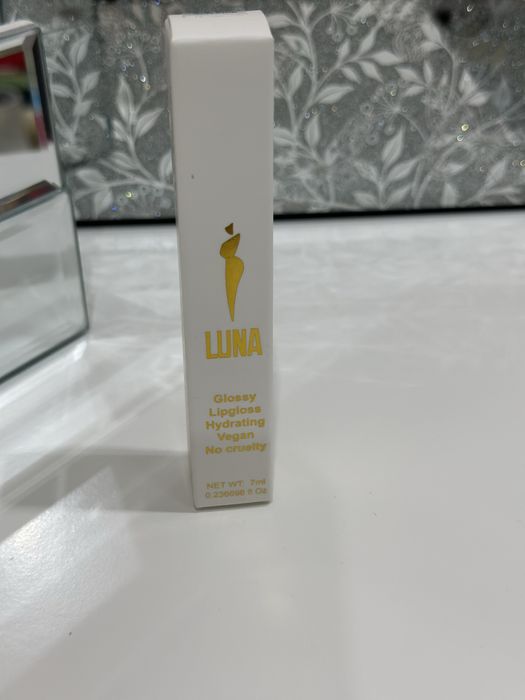 LUNA
Glossy
Lipgloss
Hydrating
Vegan
No cruelty
NET WT: 7ml
0.236698 fl Oz